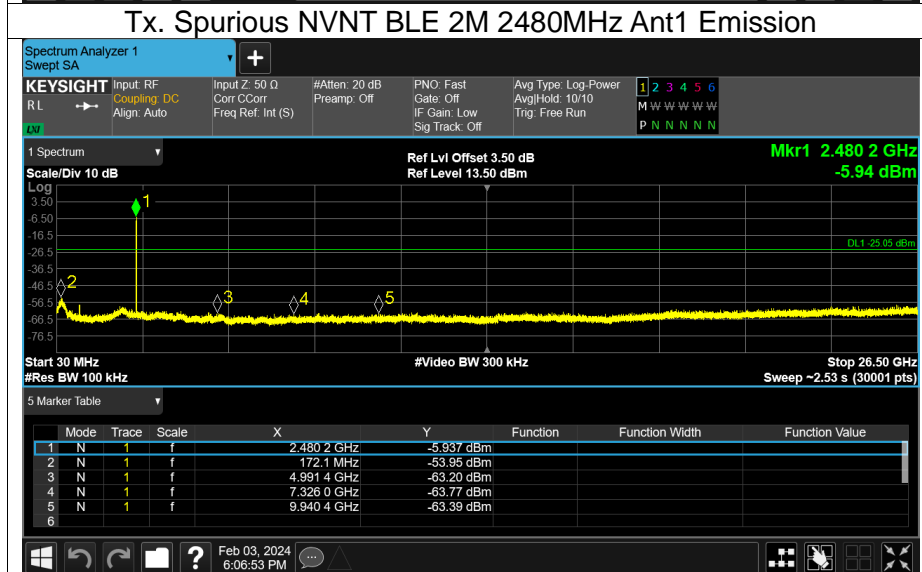 Tx. Spurious NVNT BLE 2M 2480MHz Ant1 Emission
Spectrum Analyzer 1
Swept SA
+
KEYSIGHT Input: RF Input Z: 50 Ω #Atten: 20 dB PNO: Fast Avg Type: Log-Power 1 2 3 4 5 6
RL Coupling: DC Corr CCorr Preamp: Off Gate: Off Avg|Hold: 10/10 M W W W W W
Align: Auto Freq Ref: Int (S) IF Gain: Low Trig: Free Run
LXI Sig Track: Off P N N N N N
1 Spectrum Ref Lvl Offset 3.50 dB Mkr1 2.480 2 GHz
Scale/Div 10 dB Ref Level 13.50 dBm -5.94 dBm
Log
3.50 1
-6.50
-16.5
DL1 -25.05 dBm
-26.5
-36.5
-46.5 2
-56.5 3 4 5
-66.5
-76.5
Start 30 MHz #Video BW 300 kHz Stop 26.50 GHz
#Res BW 100 kHz Sweep ~2.53 s (30001 pts)
5 Marker Table
Mode Trace Scale X Y Function Function Width Function Value
1 N 1 f 2.480 2 GHz -5.937 dBm
2 N 1 f 172.1 MHz -53.95 dBm
3 N 1 f 4.991 4 GHz -63.20 dBm
4 N 1 f 7.326 0 GHz -63.77 dBm
5 N 1 f 9.940 4 GHz -63.39 dBm
6
? Feb 03, 2024
6:06:53 PM